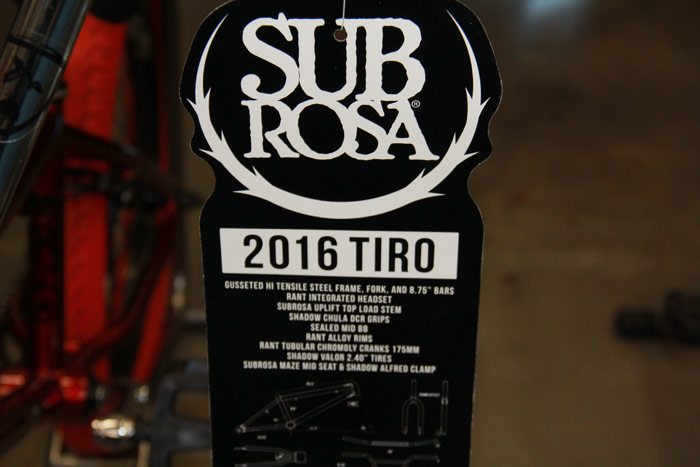 SUB
ROSA®
2016 TIRO
GUSSETED HI TENSILE STEEL FRAME, FORK, AND 8.75" BARS
RANT INTEGRATED HEADSET
SUBROSA UPLIFT TOP LOAD STEM
SHADOW CHULA DCR GRIPS
SEALED MID BB
RANT ALLOY RIMS
RANT TUBULAR CHROMOLY CRANKS 175MM
SHADOW VALOR 2.40" TIRES
SUBROSA MAZE MID SEAT & SHADOW ALFRED CLAMP